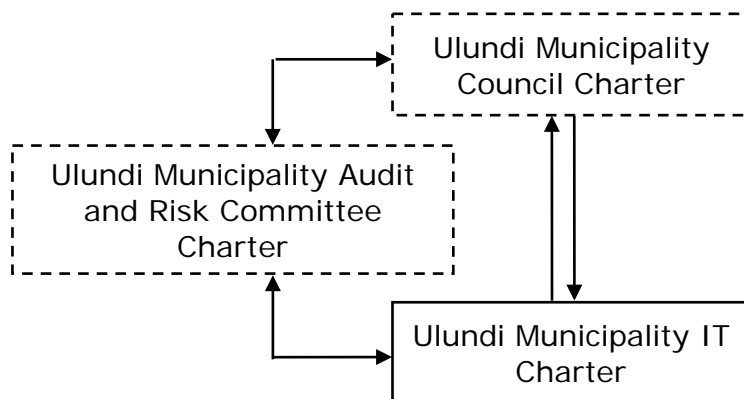 Ulundi Municipality
Council Charter
Ulundi Municipality Audit
and Risk Committee
Charter
Ulundi Municipality IT
Charter